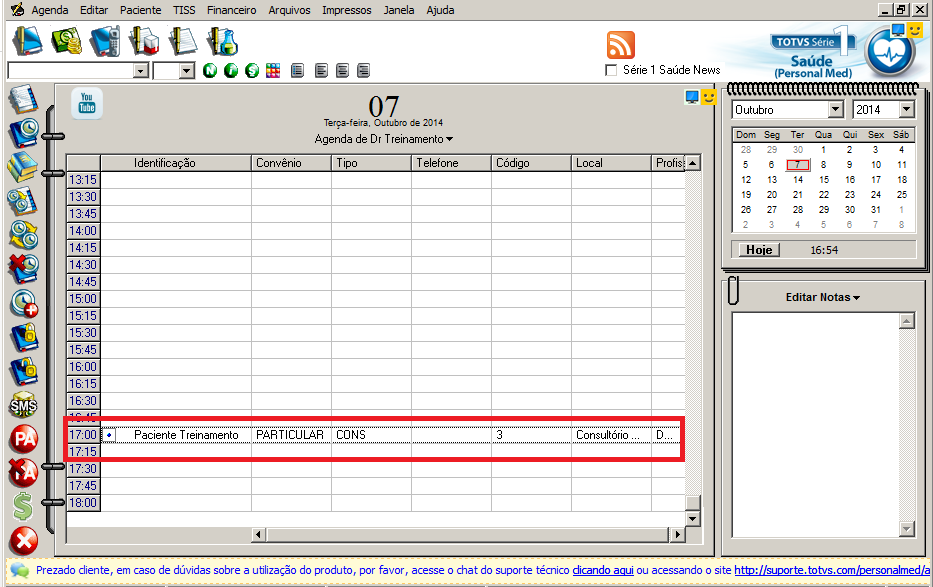 Agenda Editar Paciente TISS Financeiro Arquivos Impressos Janela Ajuda
Série 1 Saúde News
TOTVS Série 1
Saúde
(Personal Med)
You
Tube
07
Terça-feira, Outubro de 2014
Agenda de Dr Treinamento
Identificação Convênio Tipo Telefone Código Local Profis
13:15
13:30
13:45
14:00
14:15
14:30
14:45
15:00
15:15
15:30
15:45
16:00
16:15
16:30
16:45
17:00 Paciente Treinamento PARTICULAR CONS 3 Consultório ... D...
17:15
17:30
17:45
18:00
SMS
PA
Outubro 2014
Dom Seg Ter Qua Qui Sex Sáb
28 29 30 1 2 3 4
5 6 7 8 9 10 11
12 13 14 15 16 17 18
19 20 21 22 23 24 25
26 27 28 29 30 31 1
2 3 4 5 6 7 8
Hoje 16:54
Editar Notas
Prezado cliente, em caso de dúvidas sobre a utilização do produto, por favor, acesse o chat do suporte técnico clicando aqui ou acessando o site http://suporte.totvs.com/personalmed/a